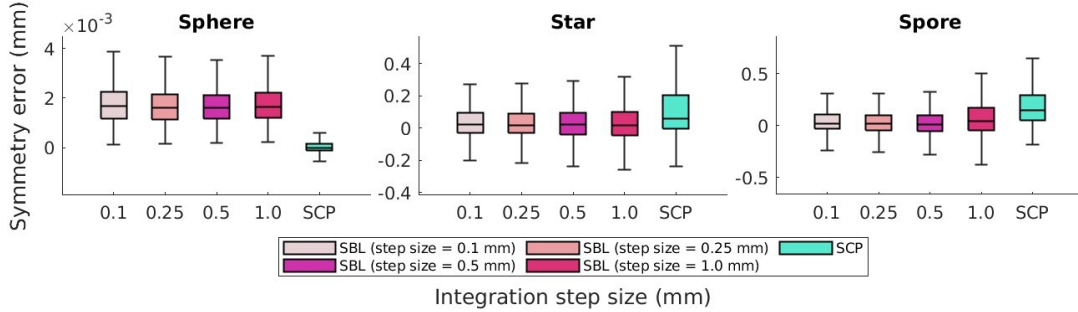 Sphere
Star
Spore
Symmetry error (mm)
×10⁻³
4
2
0
0.1 0.25 0.5 1.0 SCP
0.4
0.2
0
-0.2
-0.4
0.1 0.25 0.5 1.0 SCP
0.5
0
-0.5
0.1 0.25 0.5 1.0 SCP
SBL (step size = 0.1 mm) SBL (step size = 0.25 mm) SCP
SBL (step size = 0.5 mm) SBL (step size = 1.0 mm)
Integration step size (mm)